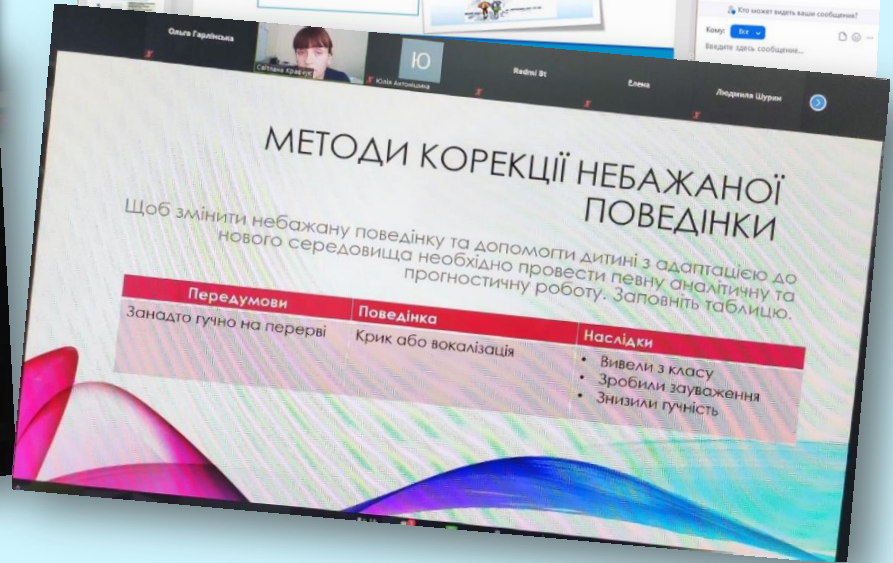 Кто может видеть ваши сообщения?
Кому: Все
Введите здесь сообщение...
Ольга Гарлінська
Світлана Кравчук
Ю
Юлія Антонішина
Redmi 8t
Елена
Людмила Шурин
МЕТОДИ КОРЕКЦІЇ НЕБАЖАНОЇ
ПОВЕДІНКИ
Щоб змінити небажану поведінку та допомогти дитині з адаптацією до
нового середовища необхідно провести певну аналітичну та
прогностичну роботу. Заповніть таблицю.
Передумови
Поведінка
Наслідки
Занадто гучно на перерві
Крик або вокалізація
• Вивели з класу
• Зробили зауваження
• Знизили гучність